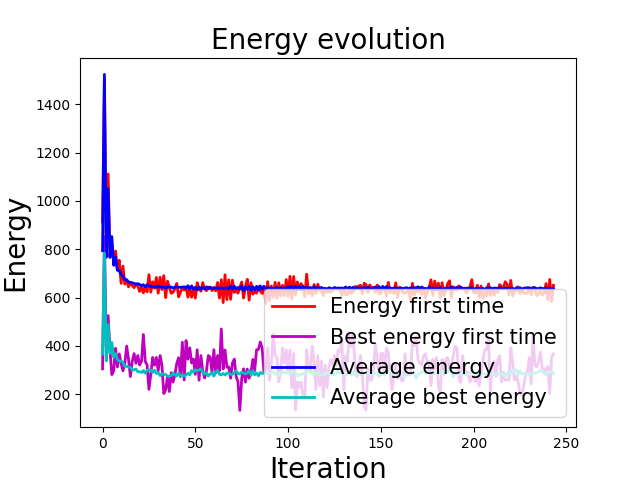 Energy evolution
Energy
1400
1200
1000
800
600
400
200
Energy first time
Best energy first time
Average energy
Average best energy
0
50
100
150
200
250
Iteration